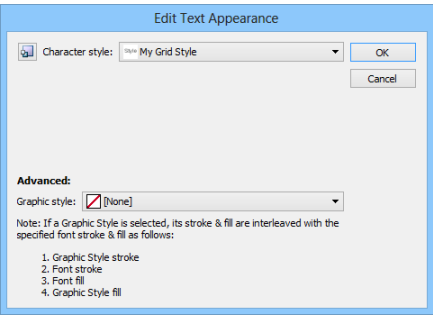 Edit Text Appearance
Character style: Style My Grid Style
OK
Cancel
Advanced:
Graphic style: [None]
Note: If a Graphic Style is selected, its stroke & fill are interleaved with the
specified font stroke & fill as follows:
1. Graphic Style stroke
2. Font stroke
3. Font fill
4. Graphic Style fill